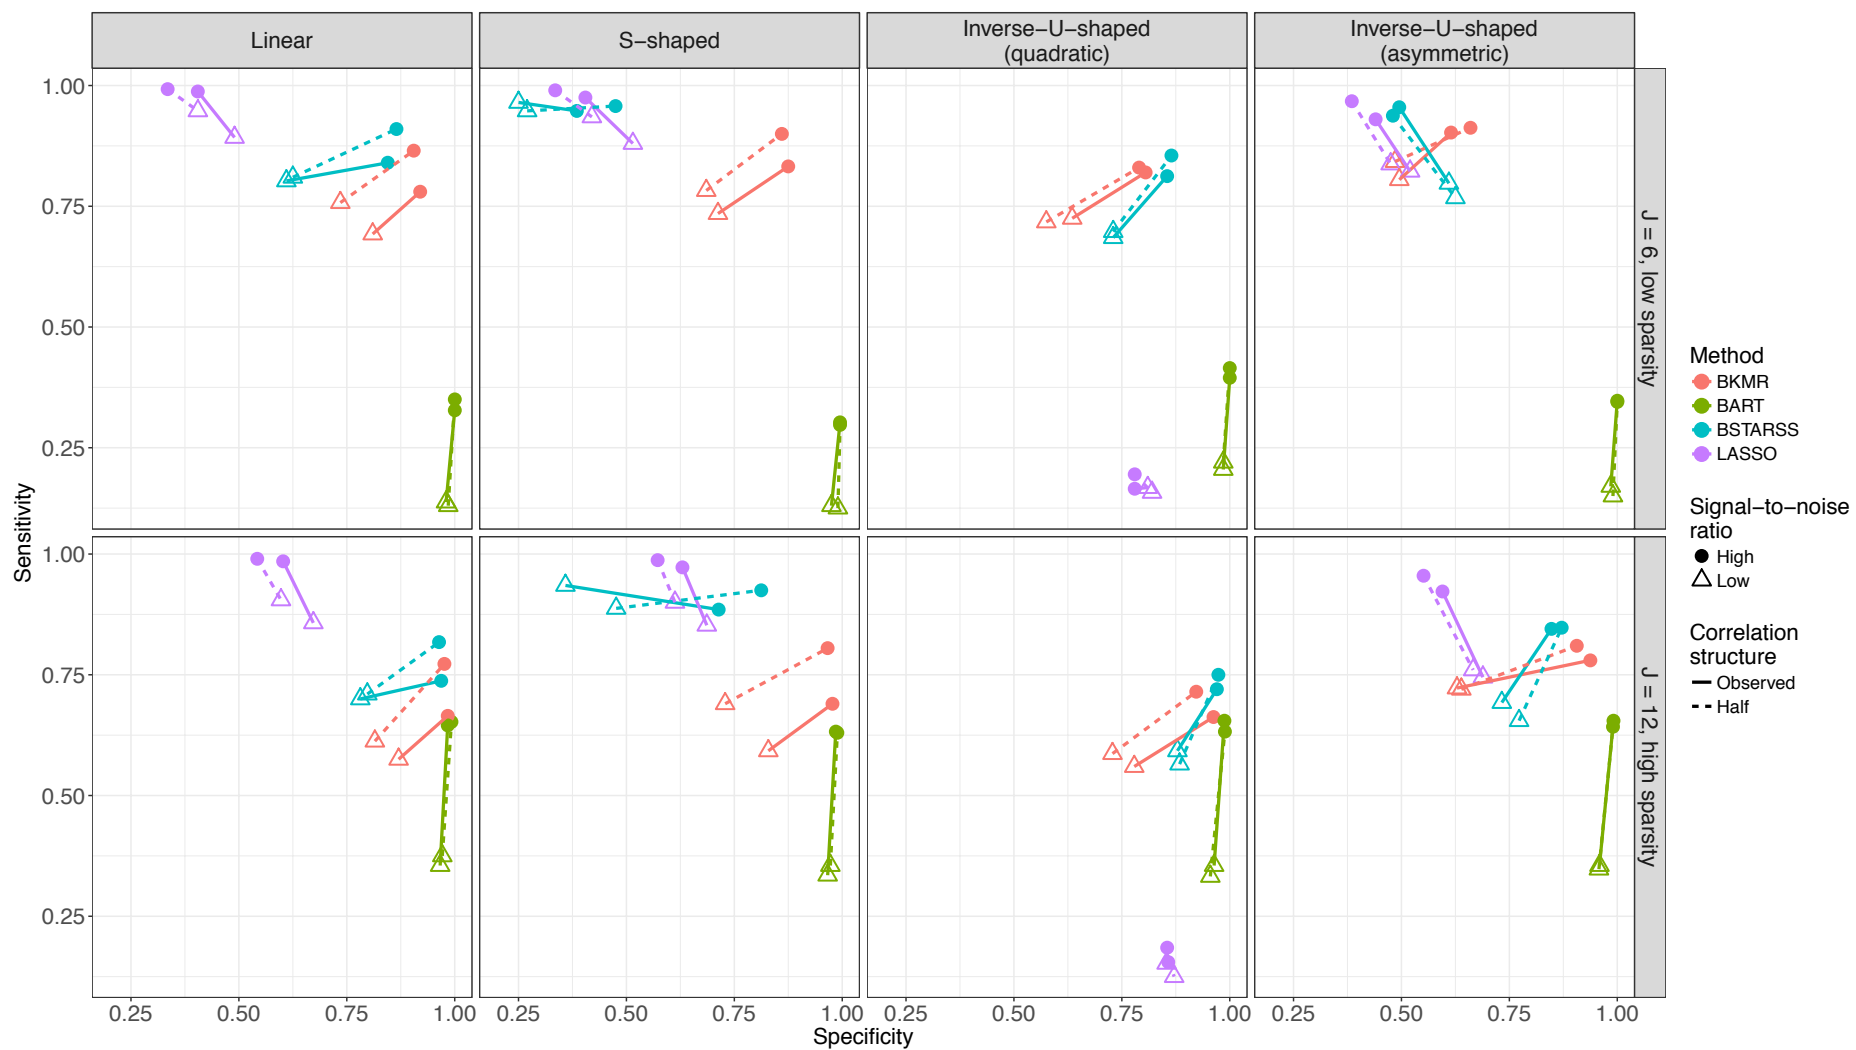 Linear
S−shaped
Inverse−U−shaped
(quadratic)
Inverse−U−shaped
(asymmetric)
1.00
0.75
0.50
0.25
J = 6, low sparsity
1.00
0.75
0.50
0.25
J = 12, high sparsity
Sensitivity
0.25 0.50 0.75 1.00 0.25 0.50 0.75 1.00 0.25 0.50 0.75 1.00 0.25 0.50 0.75 1.00
Specificity
Method
BKMR
BART
BSTARSS
LASSO
Signal−to−noise
ratio
High
Low
Correlation
structure
Observed
Half